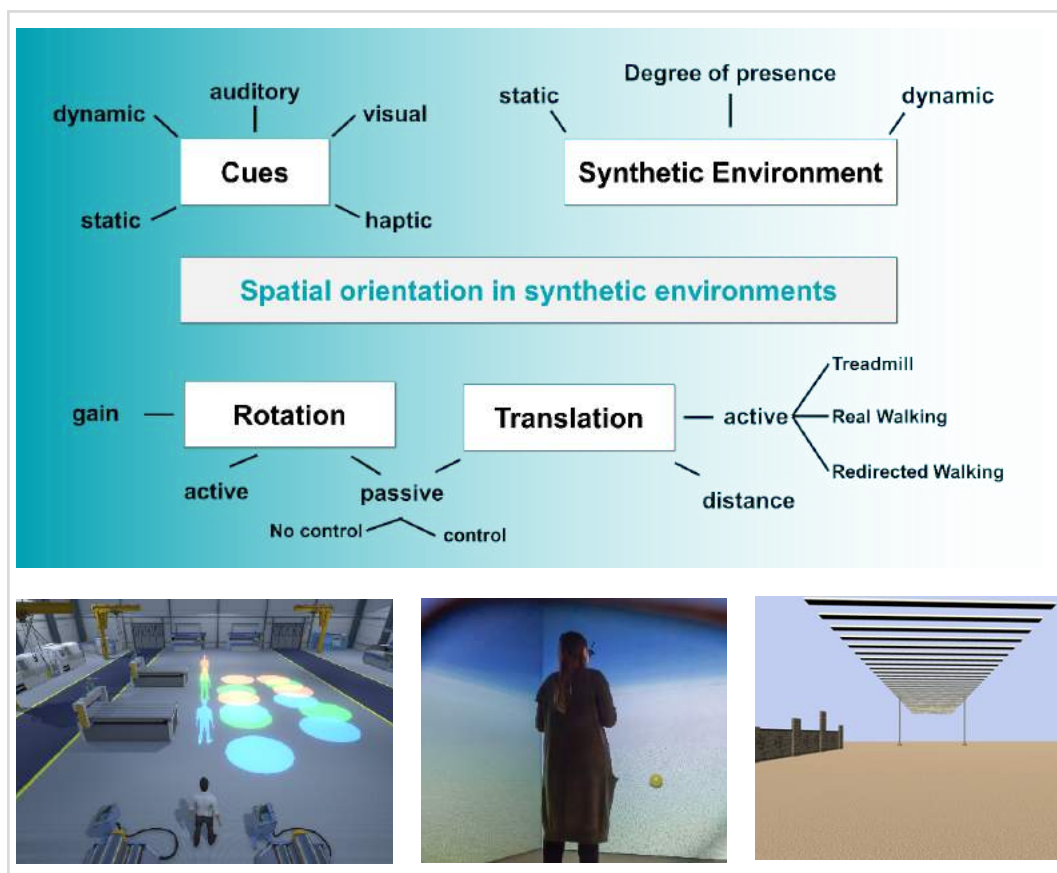 Degree of presence
auditory
static
dynamic
dynamic
visual
Cues
Synthetic Environment
static
haptic
Spatial orientation in synthetic environments
Treadmill
gain
Rotation
Translation
active
Real Walking
Redirected Walking
active
passive
distance
No control
control